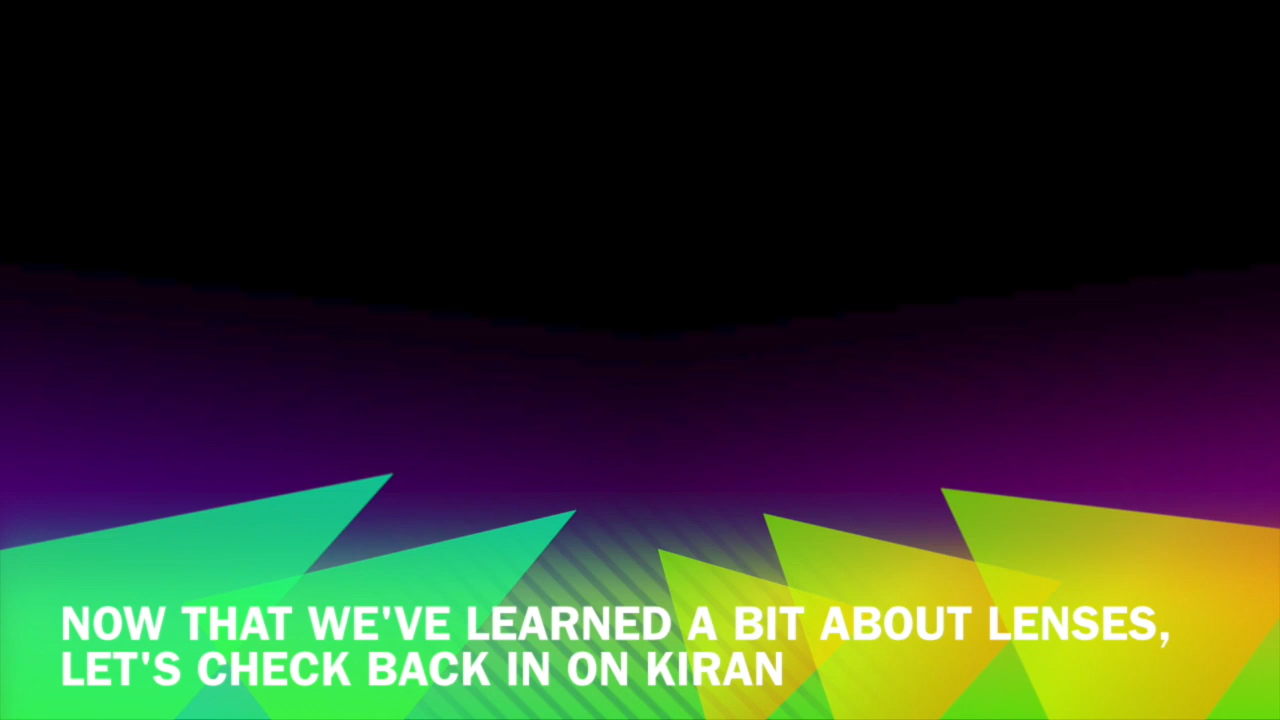 NOW THAT WE'VE LEARNED A BIT ABOUT LENSES,
LET'S CHECK BACK IN ON KIRAN